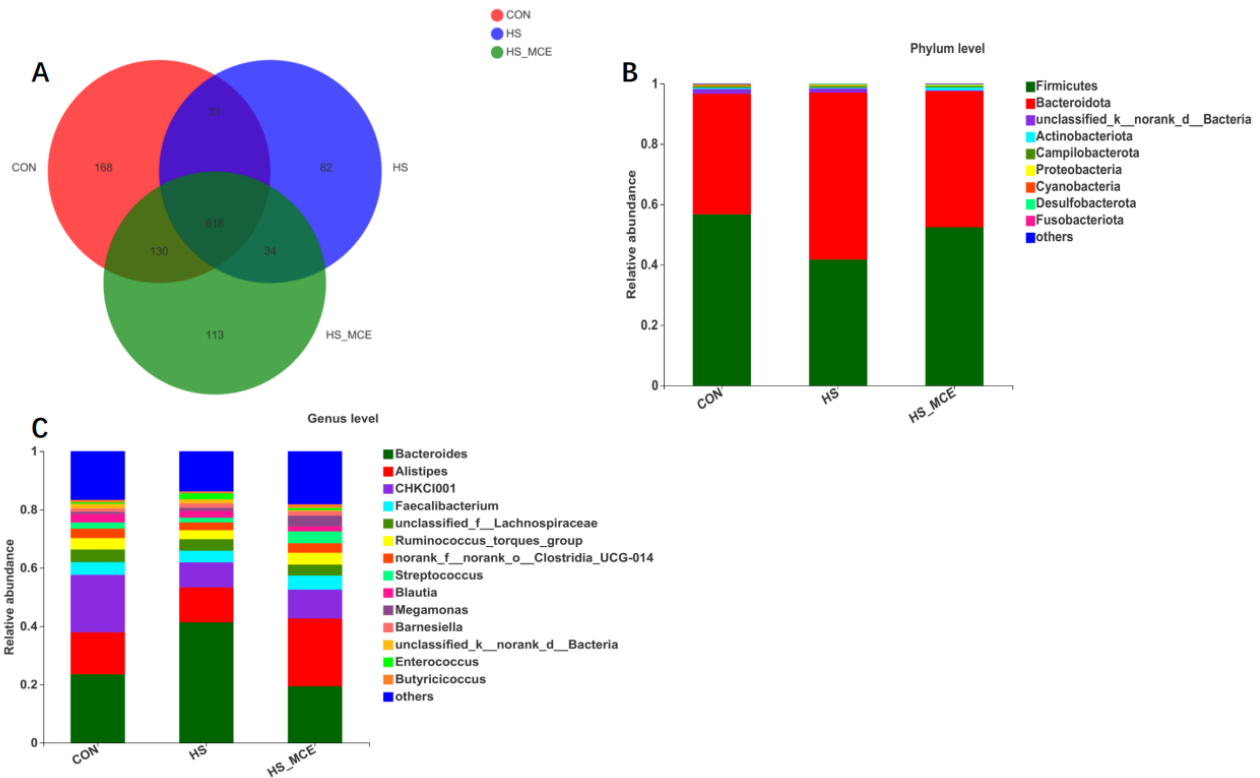 CON
HS
HS_MCE
A
CON
HS
HS_MCE
168
82
130
34
113
B
Phylum level
Relative abundance
1
0.8
0.6
0.4
0.2
0
CON
HS
HS_MCE
Firmicutes
Bacteroidota
unclassified_k__norank_d__Bacteria
Actinobacteriota
Campilobacterota
Proteobacteria
Cyanobacteria
Desulfobacterota
Fusobacteriota
others
C
Genus level
Relative abundance
1
0.8
0.6
0.4
0.2
0
CON
HS
HS_MCE
Bacteroides
Alistipes
CHKCI001
Faecalibacterium
unclassified_f__Lachnospiraceae
Ruminococcus_torques_group
norank_f__norank_o__Clostridia_UCG-014
Streptococcus
Blautia
Megamonas
Barnesiella
unclassified_k__norank_d__Bacteria
Enterococcus
Butyricicoccus
others